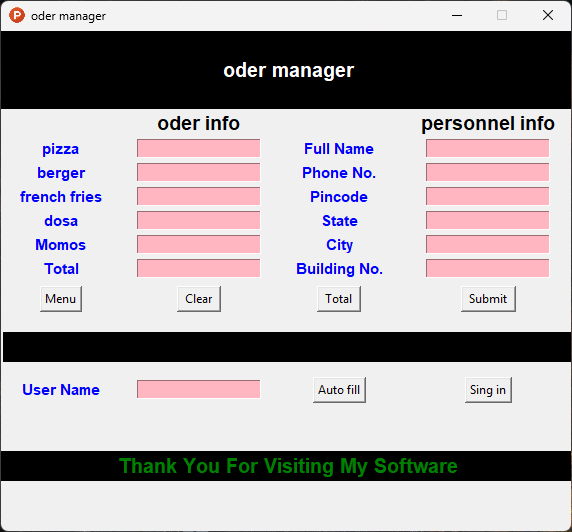 oder manager
oder manager
oder info personnel info
pizza Full Name
berger Phone No.
french fries Pincode
dosa State
Momos City
Total Building No.
Menu Clear Total Submit
User Name Auto fill Sing in
Thank You For Visiting My Software